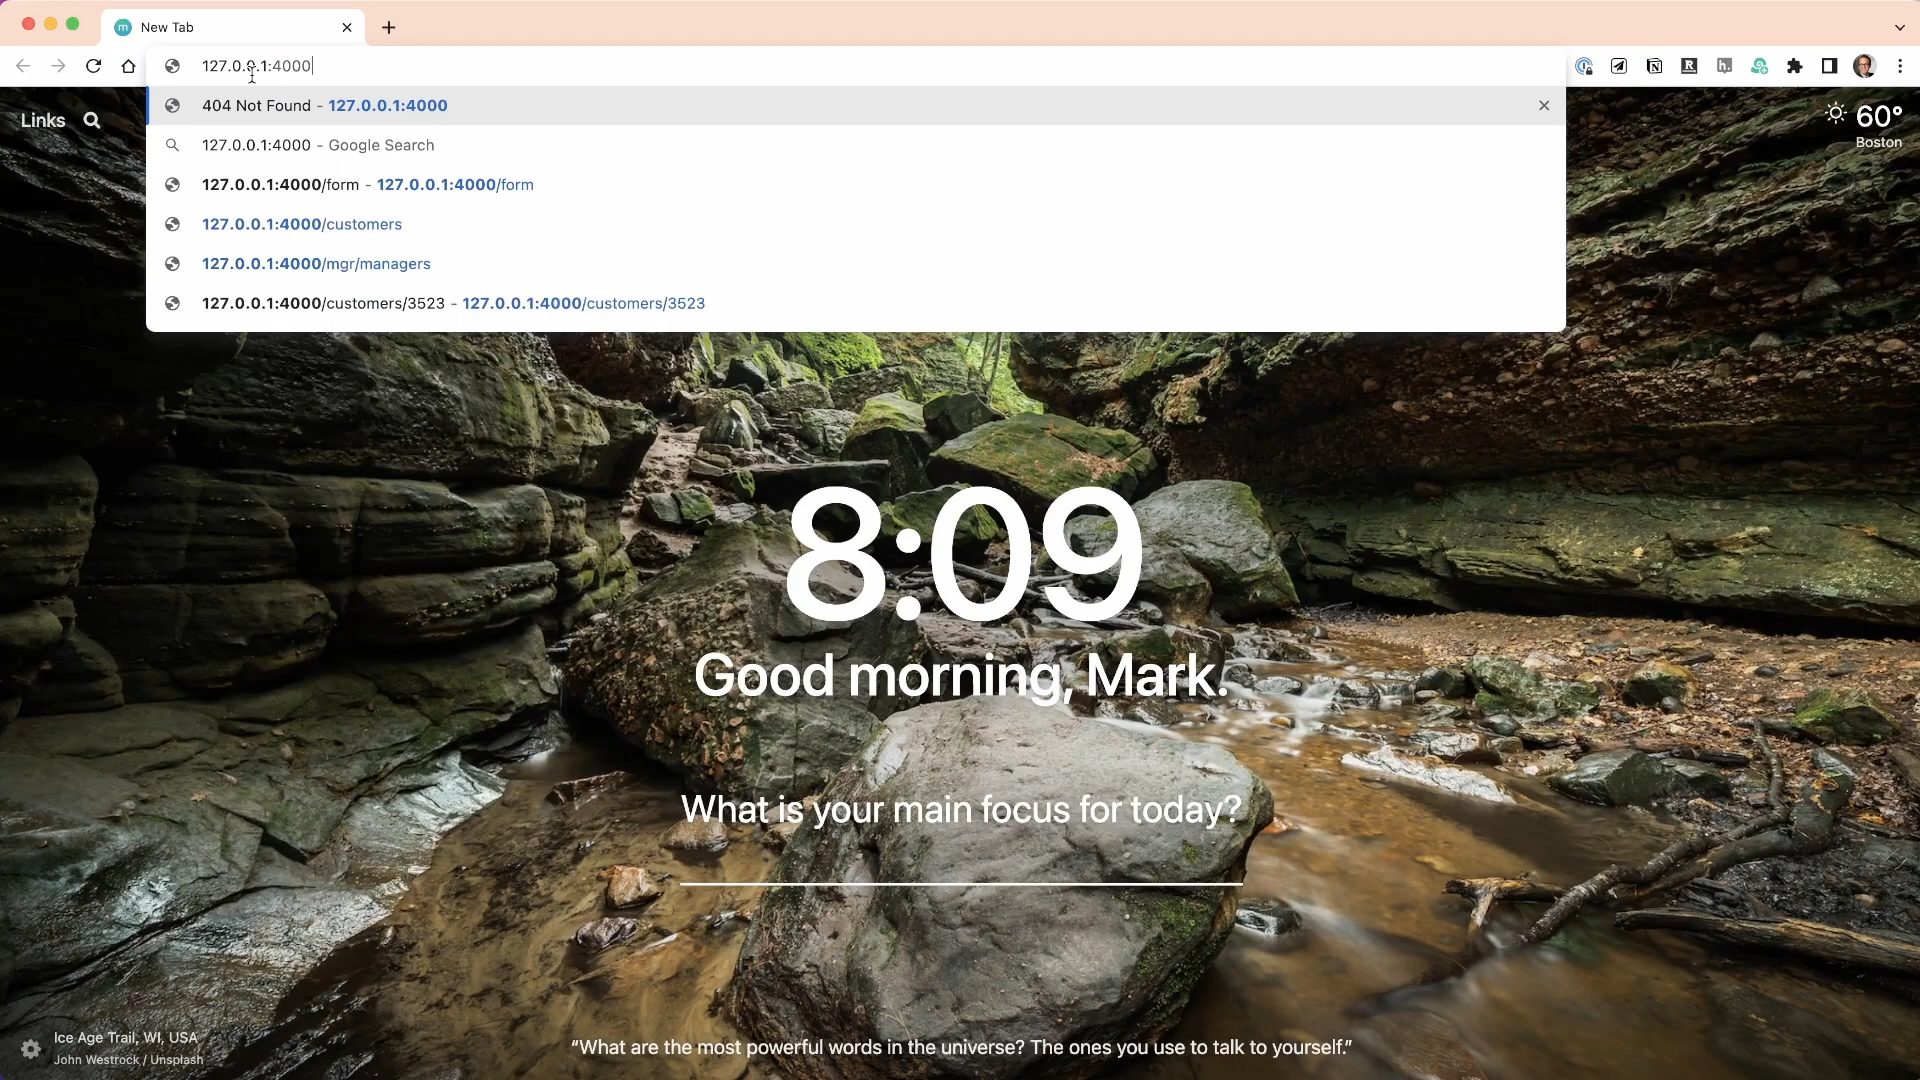 New Tab
127.0.0.1:4000
404 Not Found - 127.0.0.1:4000
127.0.0.1:4000 - Google Search
127.0.0.1:4000/form - 127.0.0.1:4000/form
127.0.0.1:4000/customers
127.0.0.1:4000/mgr/managers
127.0.0.1:4000/customers/3523 - 127.0.0.1:4000/customers/3523
Links
60°
Boston
8:09
Good morning, Mark.
What is your main focus for today?
Ice Age Trail, WI, USA
John Westrock / Unsplash
“What are the most powerful words in the universe? The ones you use to talk to yourself.”